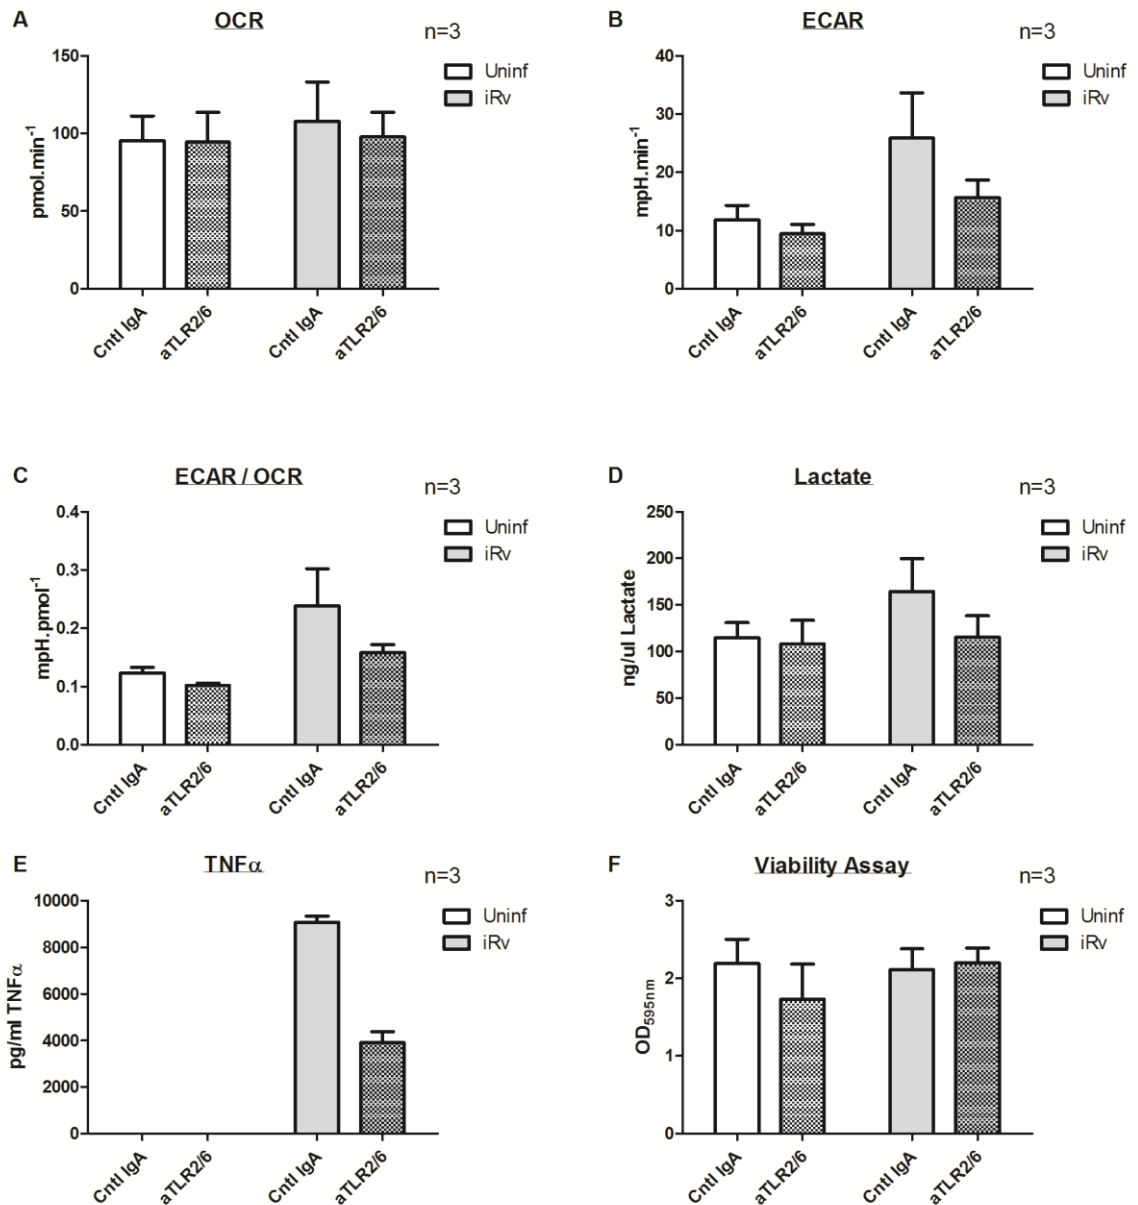 A
OCR
n=3
Uninf
iRv
150
100
50
0
pmol.min⁻¹
Cntl IgA
aTLR2/6
Cntl IgA
aTLR2/6
B
ECAR
n=3
Uninf
iRv
40
30
20
10
0
mpH.min⁻¹
Cntl IgA
aTLR2/6
Cntl IgA
aTLR2/6
C
ECAR / OCR
n=3
Uninf
iRv
0.4
0.3
0.2
0.1
0.0
mpH.pmol⁻¹
Cntl IgA
aTLR2/6
Cntl IgA
aTLR2/6
D
Lactate
n=3
Uninf
iRv
250
200
150
100
50
0
ng/ul Lactate
Cntl IgA
aTLR2/6
Cntl IgA
aTLR2/6
E
TNFα
n=3
Uninf
iRv
10000
8000
6000
4000
2000
0
pg/ml TNFα
Cntl IgA
aTLR2/6
Cntl IgA
aTLR2/6
F
Viability Assay
n=3
Uninf
iRv
3
2
1
0
OD₅₉₅ₙₘ
Cntl IgA
aTLR2/6
Cntl IgA
aTLR2/6